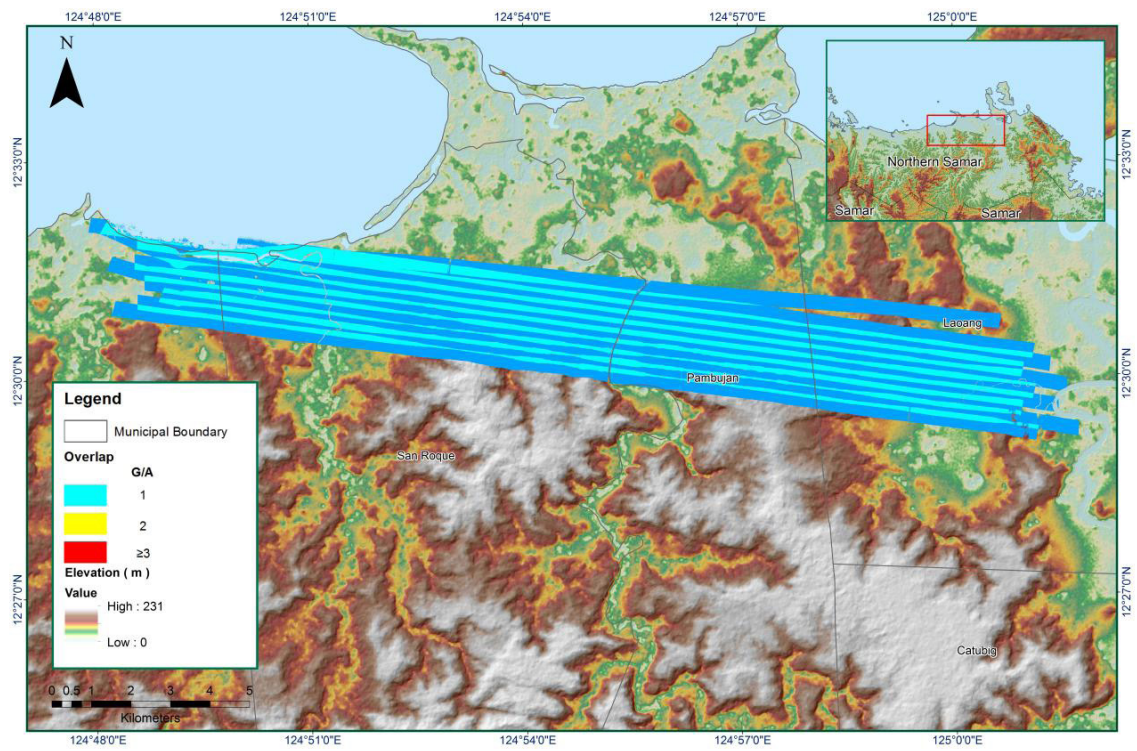 124°48'0"E 124°51'0"E 124°54'0"E 124°57'0"E 125°0'0"E
N
Northern Samar
Samar Samar
12°33'0"N 12°33'0"N
Laoang
12°30'0"N 12°30'0"N
Pambujan
San Roque
Legend
Municipal Boundary
Overlap
G/A
1
2
≥3
Elevation ( m )
Value
High : 231
Low : 0
12°27'0"N 12°27'0"N
Catubig
0 0.5 1 2 3 4 5
Kilometers
124°48'0"E 124°51'0"E 124°54'0"E 124°57'0"E 125°0'0"E